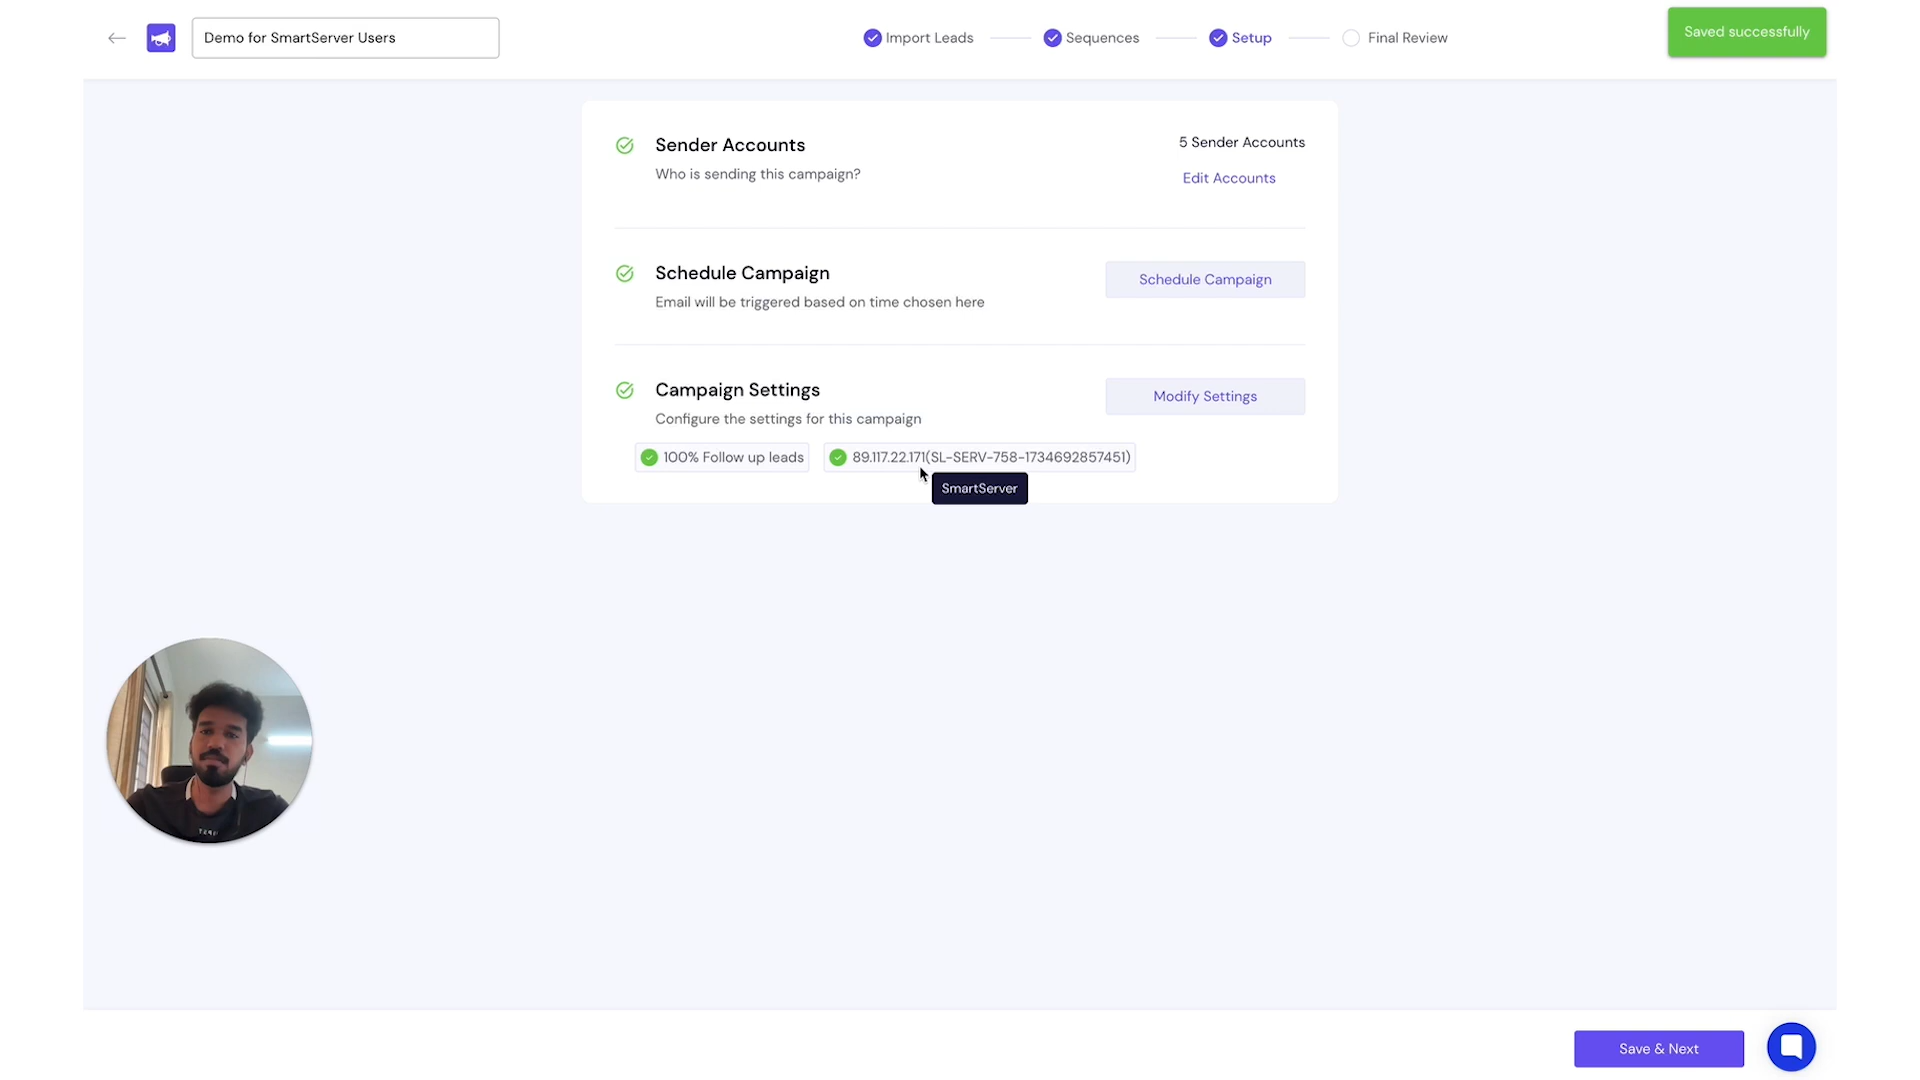 Demo for SmartServer Users
Import Leads
Sequences
Setup
Final Review
Saved successfully
Sender Accounts
5 Sender Accounts
Who is sending this campaign?
Edit Accounts
Schedule Campaign
Schedule Campaign
Email will be triggered based on time chosen here
Campaign Settings
Modify Settings
Configure the settings for this campaign
100% Follow up leads
89.117.22.171(SL-SERV-758-1734692857451)
SmartServer
Save & Next